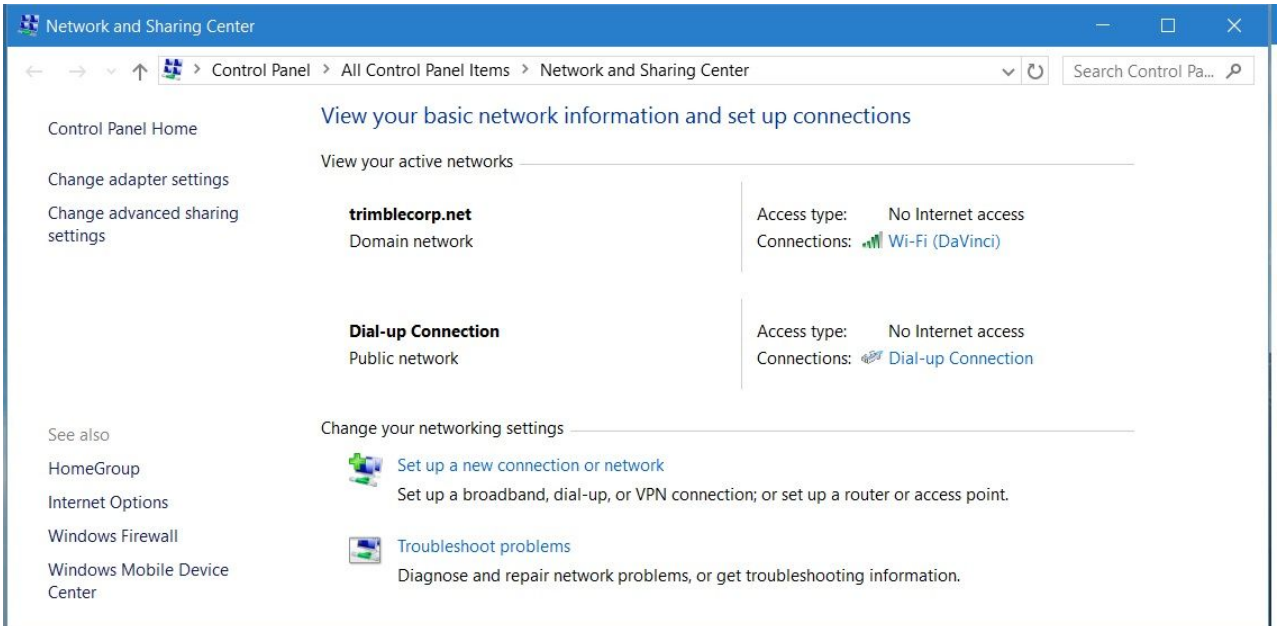 Network and Sharing Center
Control Panel > All Control Panel Items > Network and Sharing Center
Search Control Pa...
Control Panel Home
Change adapter settings
Change advanced sharing
settings
View your basic network information and set up connections
View your active networks
trimblecorp.net
Domain network
Access type: No Internet access
Connections: Wi-Fi (DaVinci)
Dial-up Connection
Public network
Access type: No Internet access
Connections: Dial-up Connection
Change your networking settings
Set up a new connection or network
Set up a broadband, dial-up, or VPN connection; or set up a router or access point.
Troubleshoot problems
Diagnose and repair network problems, or get troubleshooting information.
See also
HomeGroup
Internet Options
Windows Firewall
Windows Mobile Device
Center